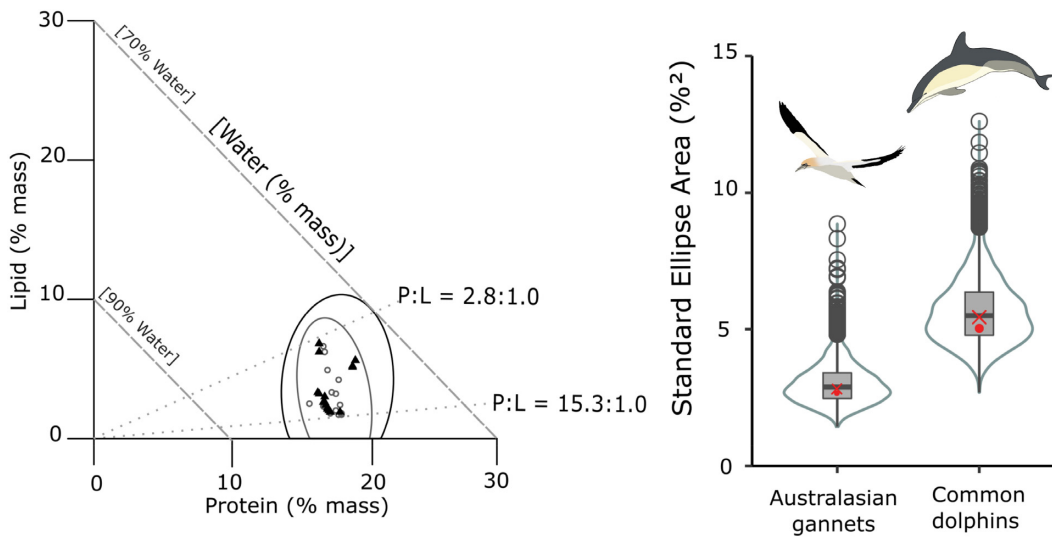 30
[70% Water]
[Water (% mass)]
20
Lipid (% mass)
10
[90% Water]
P:L = 2.8:1.0
P:L = 15.3:1.0
0
0
10
20
30
Protein (% mass)
Standard Ellipse Area (%²)
15
10
5
0
Australasian
gannets
Common
dolphins